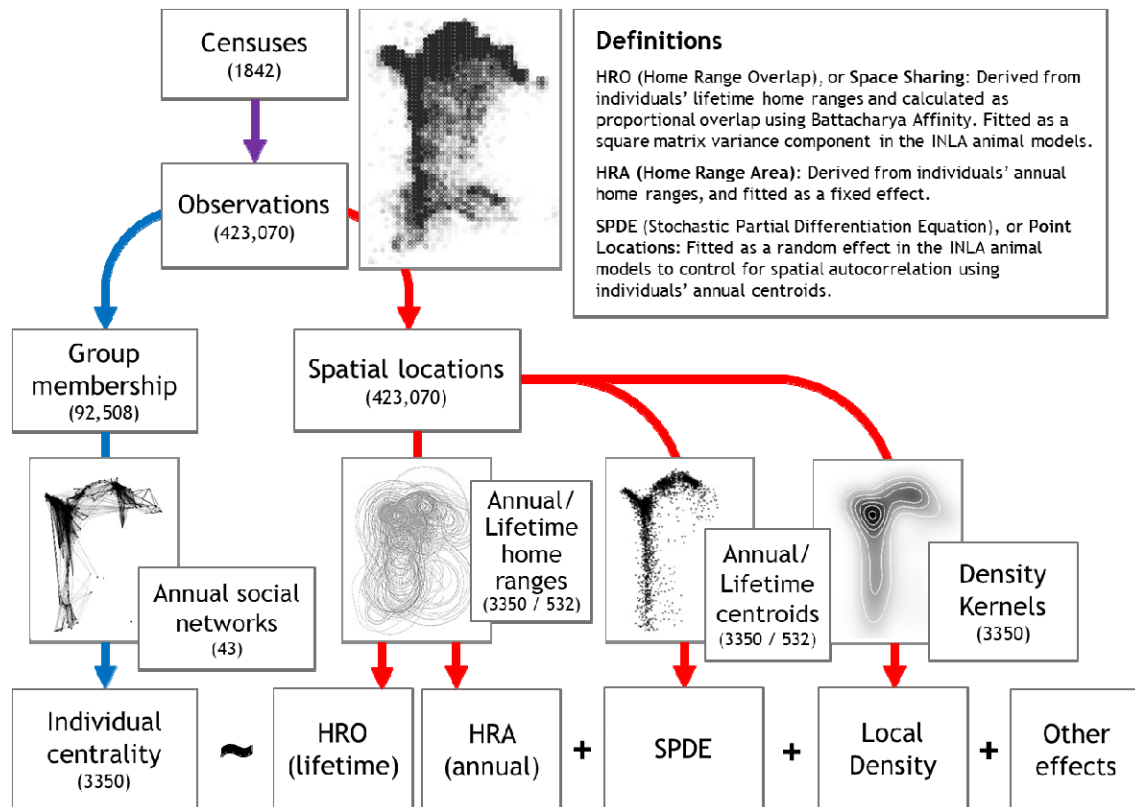 Censuses
(1842)
Definitions
HRO (Home Range Overlap), or Space Sharing: Derived from
individuals' lifetime home ranges and calculated as
proportional overlap using Battacharya Affinity. Fitted as a
square matrix variance component in the INLA animal models.
HRA (Home Range Area): Derived from individuals' annual
home ranges, and fitted as a fixed effect.
SPDE (Stochastic Partial Differentiation Equation), or Point
Locations: Fitted as a random effect in the INLA animal
models to control for spatial autocorrelation using
individuals' annual centroids.
Observations
(423,070)
Group
membership
(92,508)
Spatial locations
(423,070)
Annual social
networks
(43)
Annual/
Lifetime
home
ranges
(3350 / 532)
Annual/
Lifetime
centroids
(3350 / 532)
Density
Kernels
(3350)
Individual
centrality
(3350)
~
HRO
(lifetime)
HRA
(annual)
+
SPDE
+
Local
Density
+
Other
effects